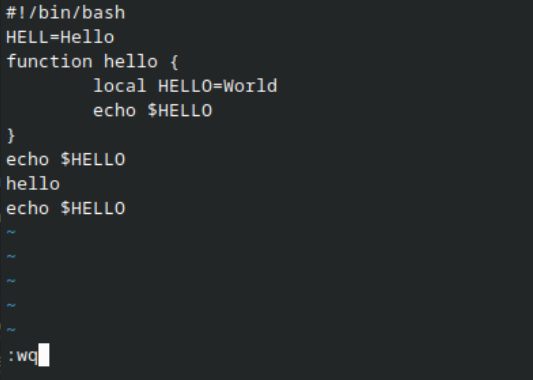 #!/bin/bash
HELL=Hello
function hello {
        local HELLO=World
        echo $HELLO
}
echo $HELLO
hello
echo $HELLO
~
~
~
~
~
:wq